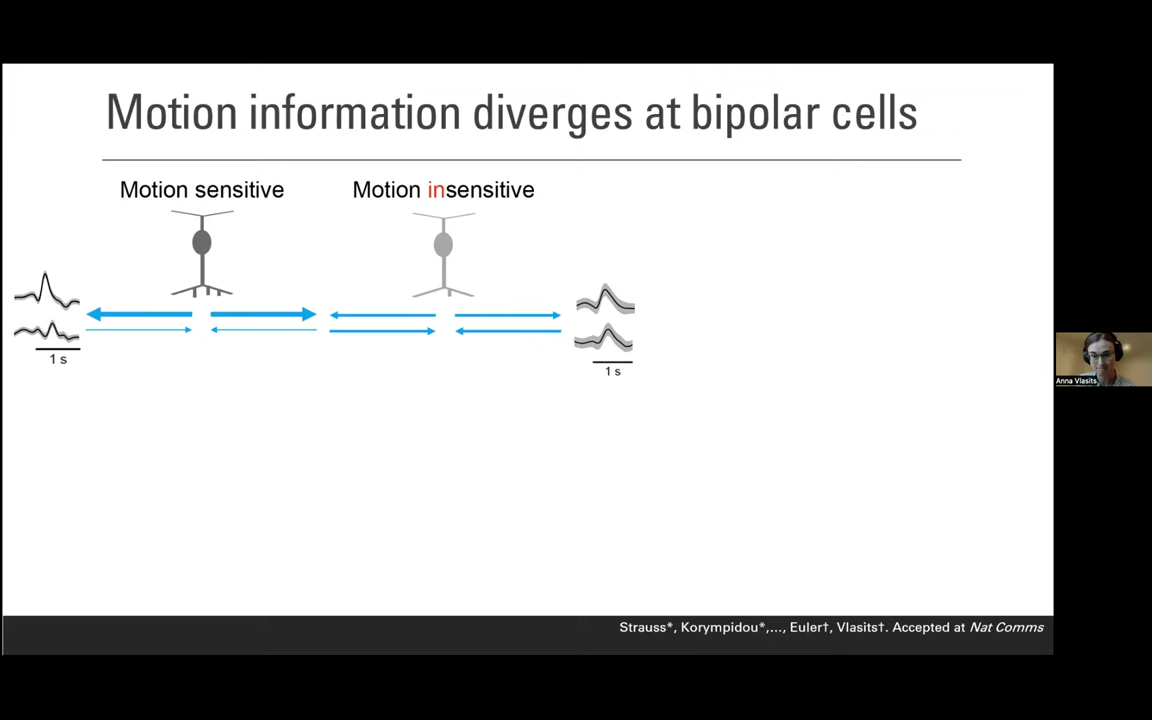 Motion information diverges at bipolar cells
Motion sensitive
Motion insensitive
1 s
1 s
Anna Vlasits
Strauss*, Korympidou*,..., Euler†, Vlasits†. Accepted at Nat Comms